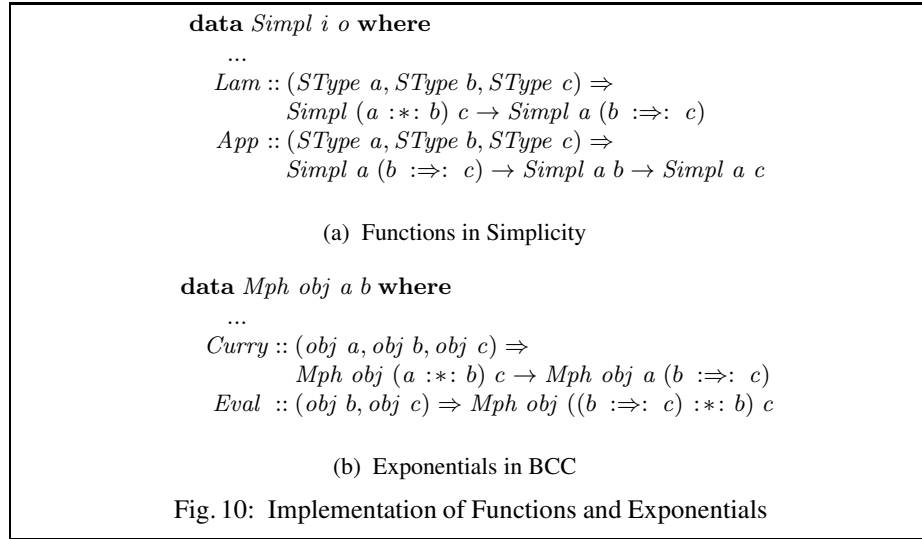 data Simpl i o where
...
Lam :: (SType a, SType b, SType c) ⇒
Simpl (a :∗: b) c → Simpl a (b :⇒: c)
App :: (SType a, SType b, SType c) ⇒
Simpl a (b :⇒: c) → Simpl a b → Simpl a c
(a) Functions in Simplicity
data Mph obj a b where
...
Curry :: (obj a, obj b, obj c) ⇒
Mph obj (a :∗: b) c → Mph obj a (b :⇒: c)
Eval :: (obj b, obj c) ⇒ Mph obj ((b :⇒: c) :∗: b) c
(b) Exponentials in BCC
Fig. 10: Implementation of Functions and Exponentials